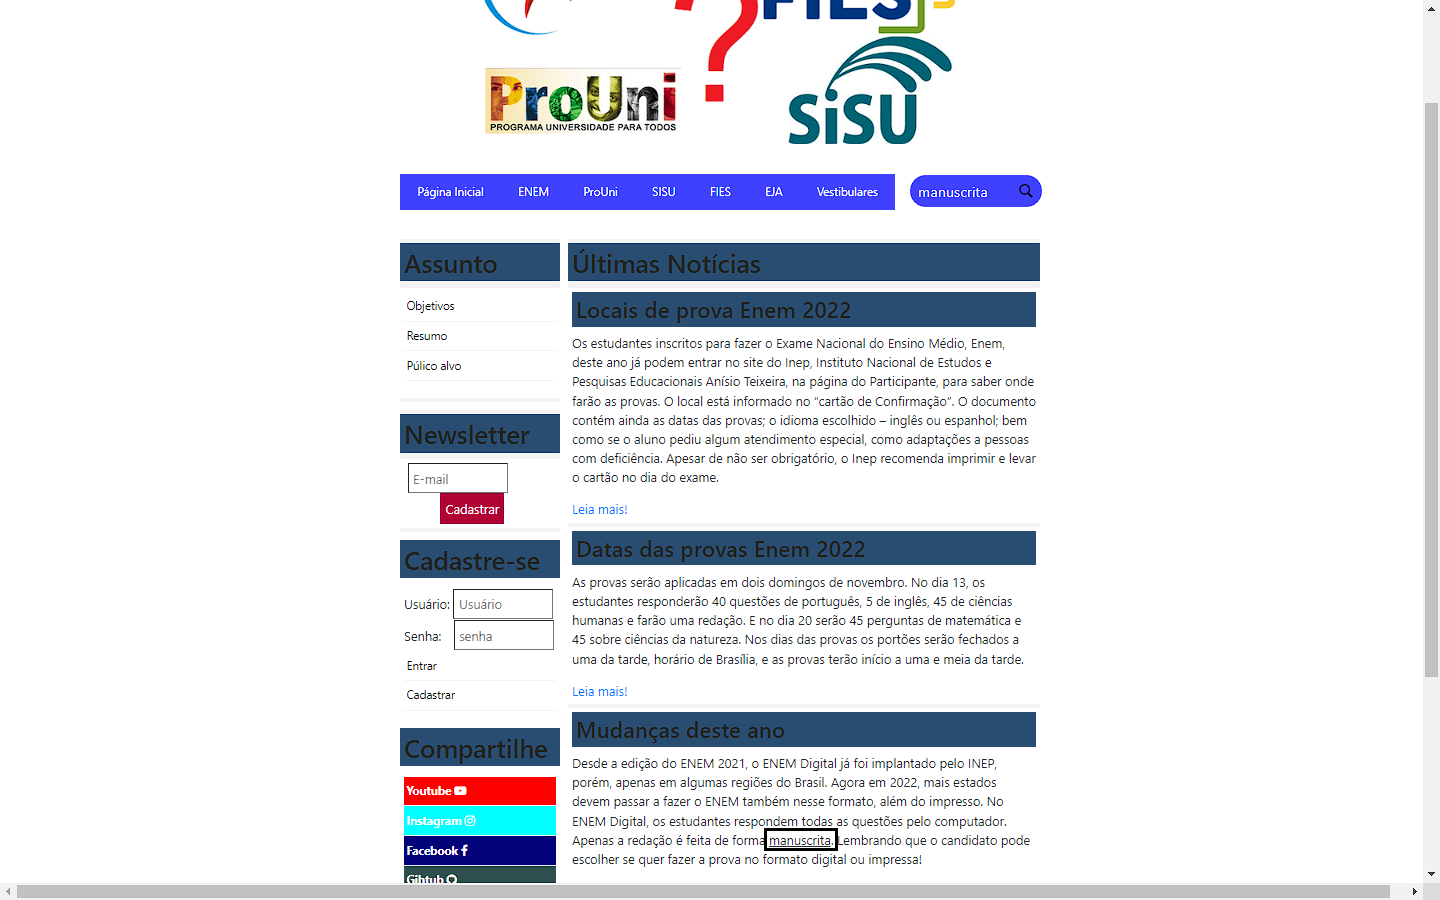 FIES
?
ProUni
PROGRAMA UNIVERSIDADE PARA TODOS
SiSU
Página Inicial ENEM ProUni SISU FIES EJA Vestibulares
manuscrita
Assunto
Objetivos
Resumo
Púlico alvo
Newsletter
E-mail
Cadastrar
Cadastre-se
Usuário: Usuário
Senha: senha
Entrar
Cadastrar
Compartilhe
Youtube
Instagram
Facebook
Gihtub
Últimas Notícias
Locais de prova Enem 2022
Os estudantes inscritos para fazer o Exame Nacional do Ensino Médio, Enem,
deste ano já podem entrar no site do Inep, Instituto Nacional de Estudos e
Pesquisas Educacionais Anísio Teixeira, na página do Participante, para saber onde
farão as provas. O local está informado no “cartão de Confirmação”. O documento
contém ainda as datas das provas; o idioma escolhido – inglês ou espanhol; bem
como se o aluno pediu algum atendimento especial, como adaptações a pessoas
com deficiência. Apesar de não ser obrigatório, o Inep recomenda imprimir e levar
o cartão no dia do exame.
Leia mais!
Datas das provas Enem 2022
As provas serão aplicadas em dois domingos de novembro. No dia 13, os
estudantes responderão 40 questões de português, 5 de inglês, 45 de ciências
humanas e farão uma redação. E no dia 20 serão 45 perguntas de matemática e
45 sobre ciências da natureza. Nos dias das provas os portões serão fechados a
uma da tarde, horário de Brasília, e as provas terão início a uma e meia da tarde.
Leia mais!
Mudanças deste ano
Desde a edição do ENEM 2021, o ENEM Digital já foi implantado pelo INEP,
porém, apenas em algumas regiões do Brasil. Agora em 2022, mais estados
devem passar a fazer o ENEM também nesse formato, além do impresso. No
ENEM Digital, os estudantes respondem todas as questões pelo computador.
Apenas a redação é feita de forma manuscrita. Lembrando que o candidato pode
escolher se quer fazer a prova no formato digital ou impressa!